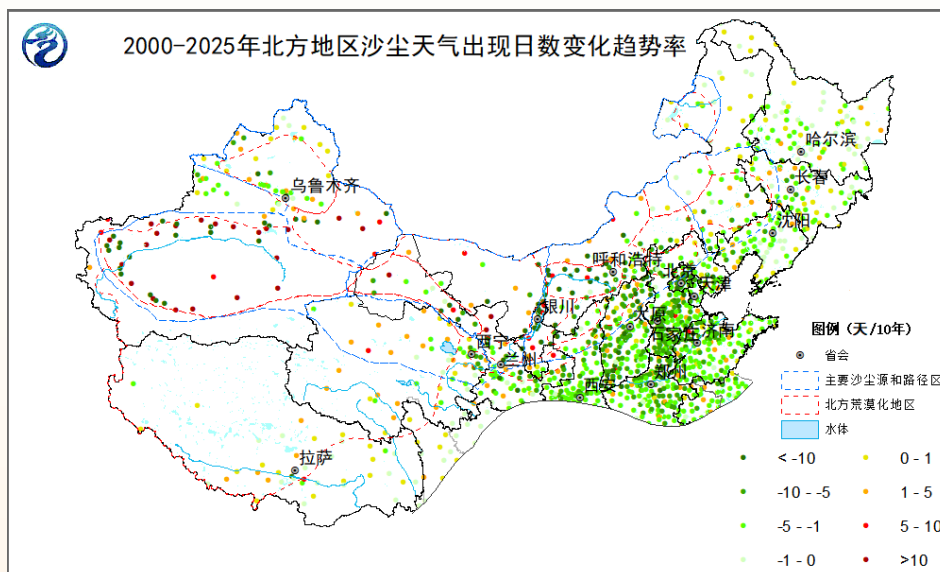 2000-2025年北方地区沙尘天气出现日数变化趋势率
哈尔滨
长春
乌鲁木齐
沈阳
呼和浩特
北京
天津
银川
太原
石家庄
济南
西宁
兰州
郑州
西安
拉萨
图例（天/10年）
省会
主要沙尘源和路径区
北方荒漠化地区
水体
< -10
0 - 1
-10 - -5
1 - 5
-5 - -1
5 - 10
-1 - 0
>10